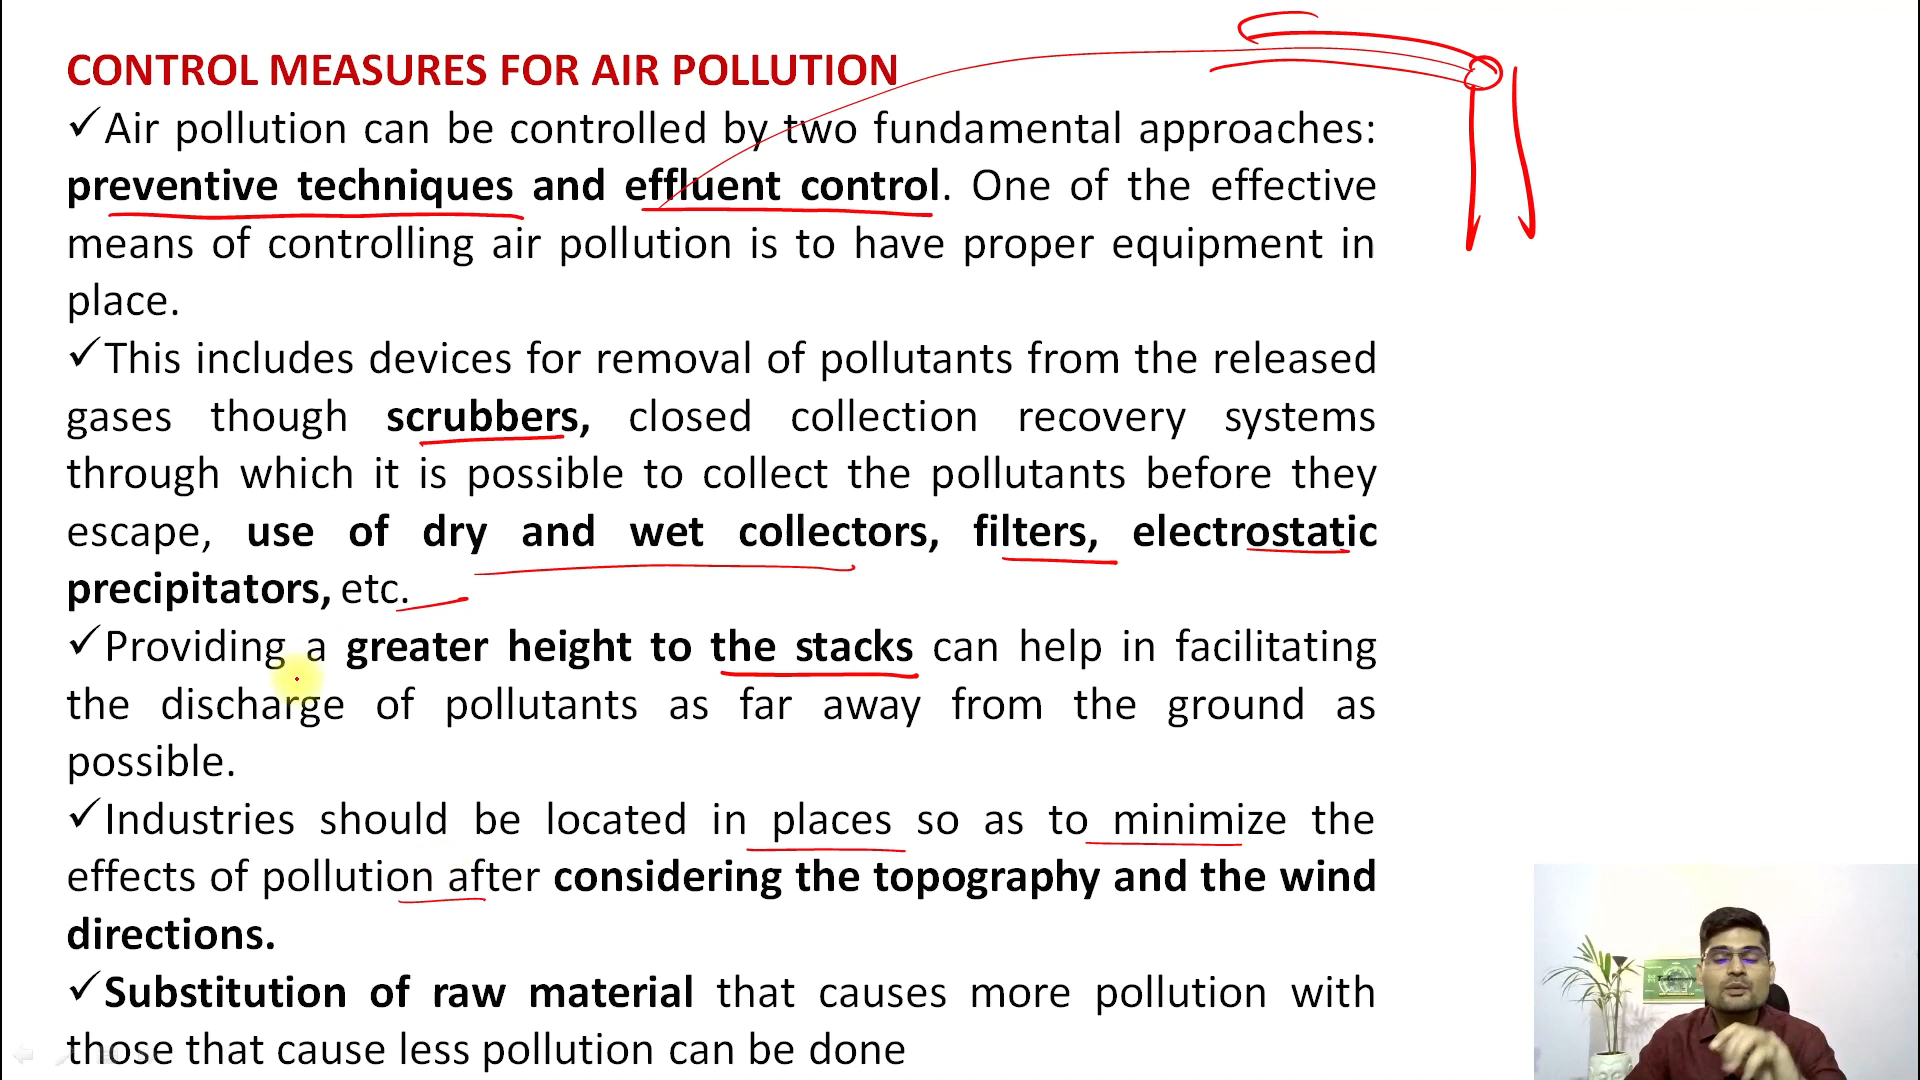 CONTROL MEASURES FOR AIR POLLUTION
✓Air pollution can be controlled by two fundamental approaches:
preventive techniques and effluent control. One of the effective
means of controlling air pollution is to have proper equipment in
place.
✓This includes devices for removal of pollutants from the released
gases though scrubbers, closed collection recovery systems
through which it is possible to collect the pollutants before they
escape, use of dry and wet collectors, filters, electrostatic
precipitators, etc.
✓Providing a greater height to the stacks can help in facilitating
the discharge of pollutants as far away from the ground as
possible.
✓Industries should be located in places so as to minimize the
effects of pollution after considering the topography and the wind
directions.
✓Substitution of raw material that causes more pollution with
those that cause less pollution can be done